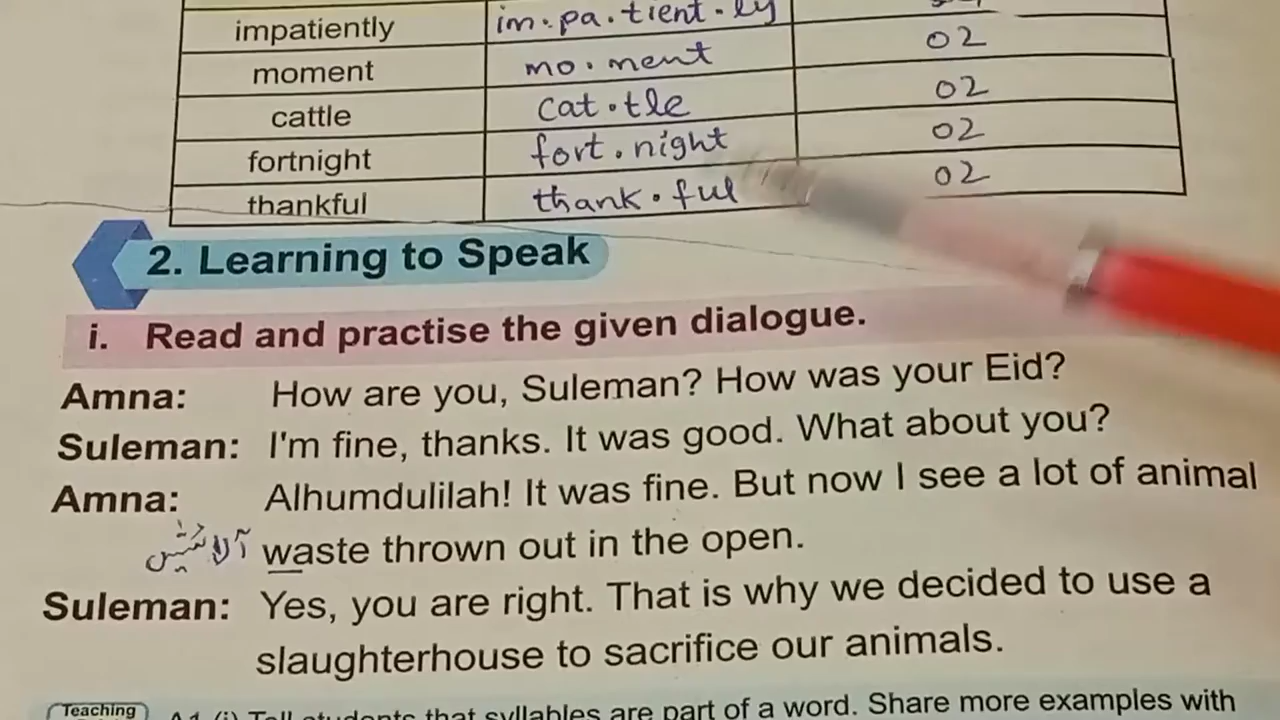 impatiently im.pa.tient.ly
moment mo.ment 02
cattle cat.tle 02
fortnight fort.night 02
thankful thank.ful 02
2. Learning to Speak
i. Read and practise the given dialogue.
Amna: How are you, Suleman? How was your Eid?
Suleman: I'm fine, thanks. It was good. What about you?
Amna: Alhumdulilah! It was fine. But now I see a lot of animal
آلائشیں waste thrown out in the open.
Suleman: Yes, you are right. That is why we decided to use a
slaughterhouse to sacrifice our animals.
Teaching
A1 (i) Tell students that syllables are part of a word. Share more examples with